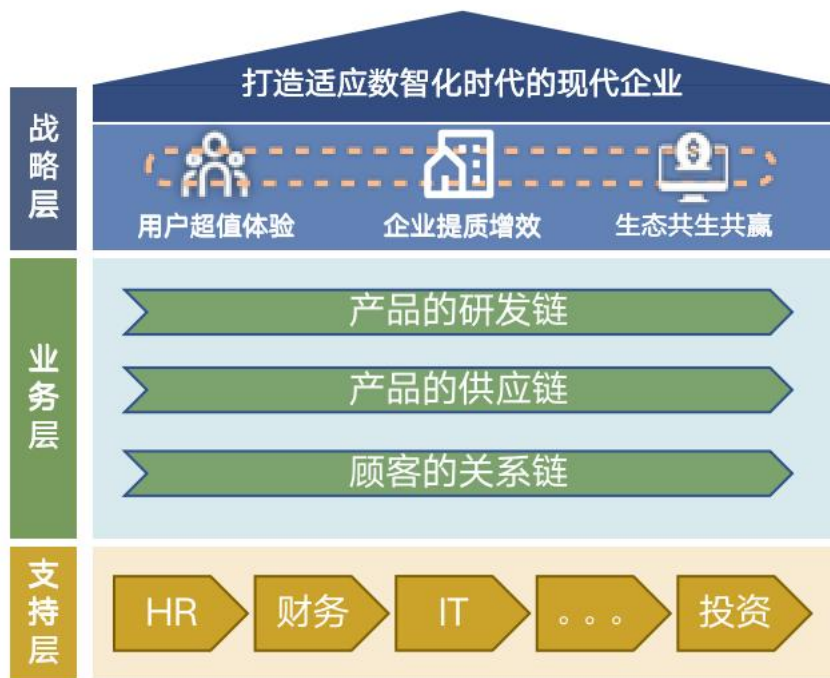 打造适应数智化时代的现代企业
战略层
用户超值体验 企业提质增效 生态共生共赢
业务层
产品的研发链
产品的供应链
顾客的关系链
支持层
HR 财务 IT 。。。 投资